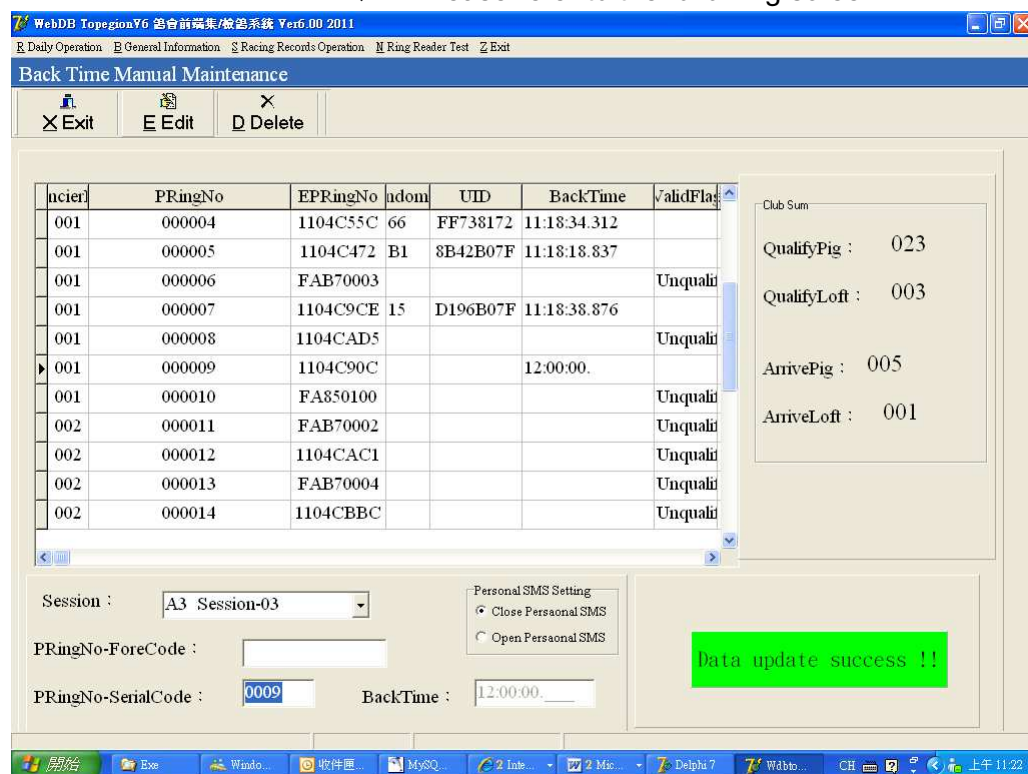 WebDB TopegionV6 鴿會前端集/檢鴿系統 Ver6.00 2011
R Daily Operation B General Information S Racing Records Operation N Ring Reader Test Z Exit
Back Time Manual Maintenance
X Exit E Edit D Delete
ncierI PRingNo EPRingNo ndom UID BackTime ValidFlag
001 000004 1104C55C 66 FF738172 11:18:34.312
001 000005 1104C472 B1 8B42B07F 11:18:18.837
001 000006 FAB70003 Unqualif
001 000007 1104C9CE 15 D196B07F 11:18:38.876
001 000008 1104CAD5 Unqualif
001 000009 1104C90C 12:00:00.
001 000010 FA850100 Unqualif
002 000011 FAB70002 Unqualif
002 000012 1104CAC1 Unqualif
002 000013 FAB70004 Unqualif
002 000014 1104CBBC Unqualif
Club Sum
QualifyPig : 023
QualifyLoft : 003
ArrivePig : 005
ArriveLoft : 001
Session : A3 Session-03
PRingNo-ForeCode :
PRingNo-SerialCode : 0009 BackTime : 12:00:00.___
Personal SMS Setting
Close Persaonal SMS
Open Persaonal SMS
Data update success !!
開始 Exe Windo... 收件匣... MySQ... 2 Inte... 2 Mic... Delphi 7 Wdbto... CH 上午 11:22